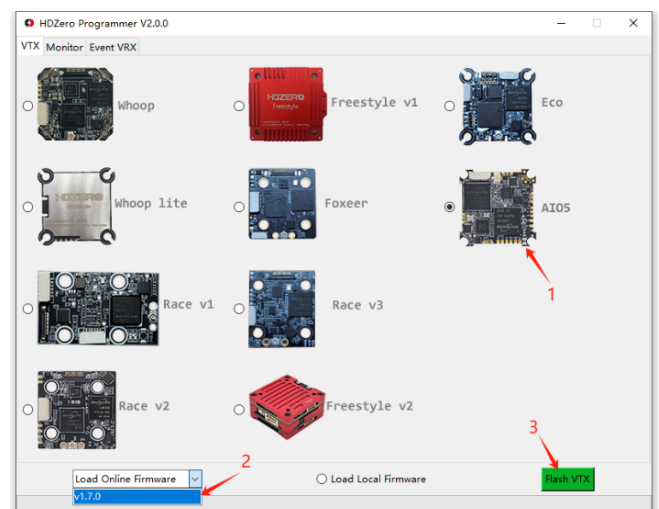 HDZero Programmer V2.0.0
VTX Monitor Event VRX
Whoop
HDZERO
Freestyle
Freestyle v1
Eco
HDZERO
Whoop lite
Foxeer
AIO5
1
Race v1
Race v3
Race v2
Freestyle v2
3
2
Load Online Firmware
Load Local Firmware
Flash VTX
v1.7.0